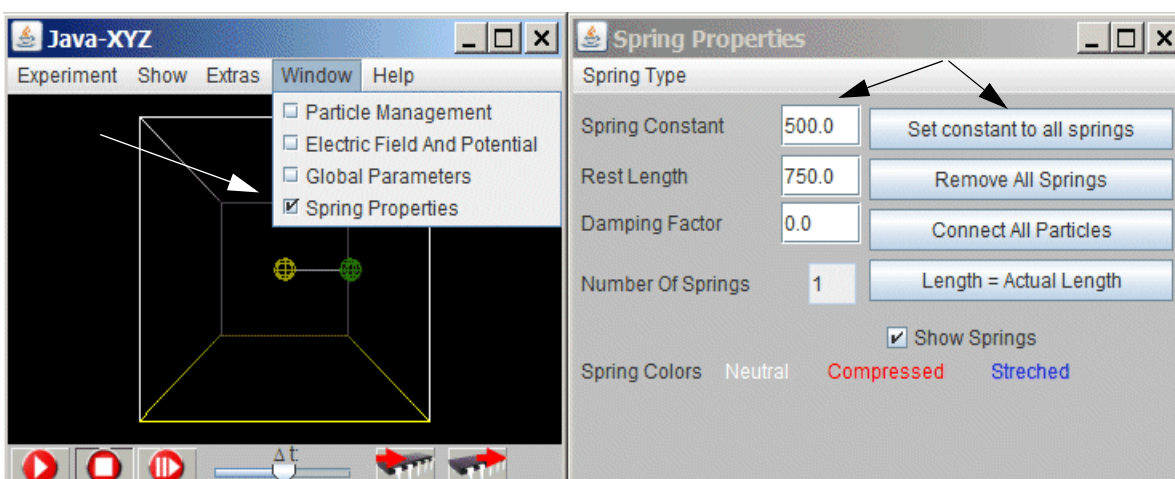 Java-XYZ
Experiment Show Extras Window Help
Particle Management
Electric Field And Potential
Global Parameters
Spring Properties
Δt
Spring Properties
Spring Type
Spring Constant 500.0 Set constant to all springs
Rest Length 750.0 Remove All Springs
Damping Factor 0.0 Connect All Particles
Number Of Springs 1 Length = Actual Length
Show Springs
Spring Colors Neutral Compressed Streched